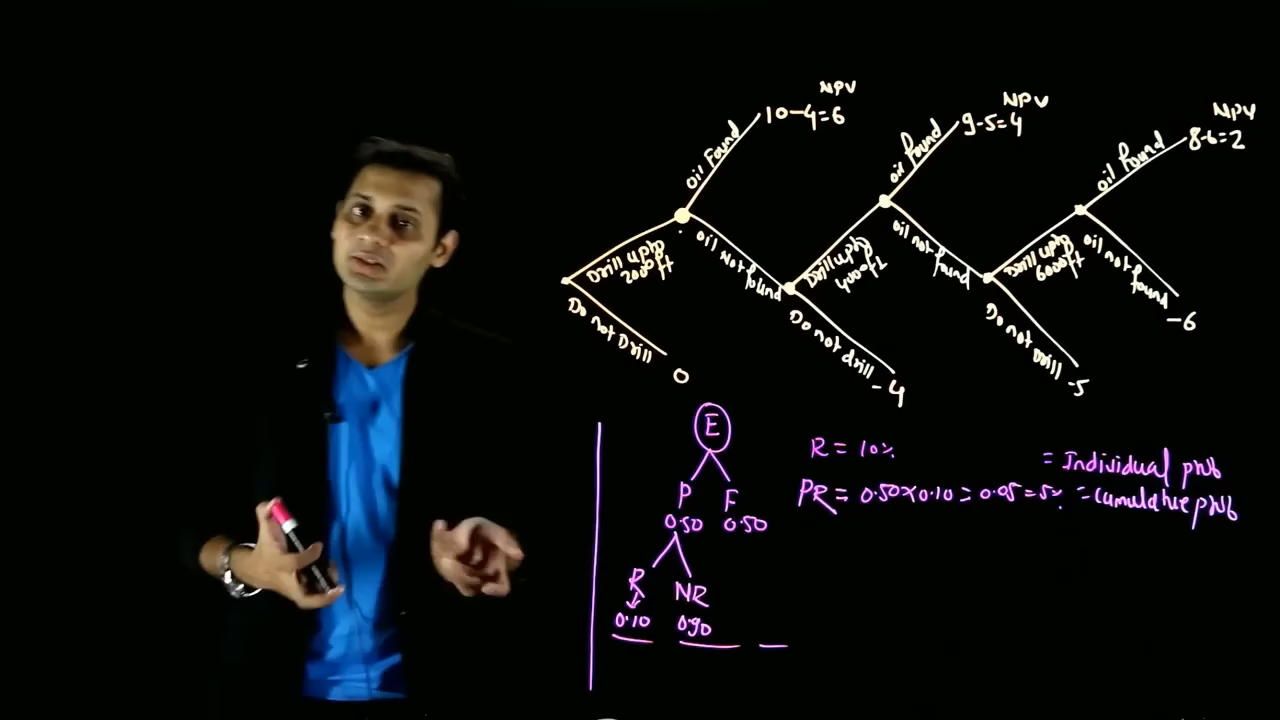 NPV
10-4=6
Oil Found
Drill upto
2000ft
Do not Drill
0
Oil Not found
NPV
9-5=4
Oil found
Drill upto
4000ft
Do not drill
-4
Oil not found
NPV
8-6=2
Oil found
Drill upto
6000ft
Do not Drill
-5
Oil not found
-6
E
P F
0.50 0.50
R NR
0.10 0.90
R = 10%
= Individual prob
PR = 0.50×0.10 = 0.05 = 5% = Cumulative prob